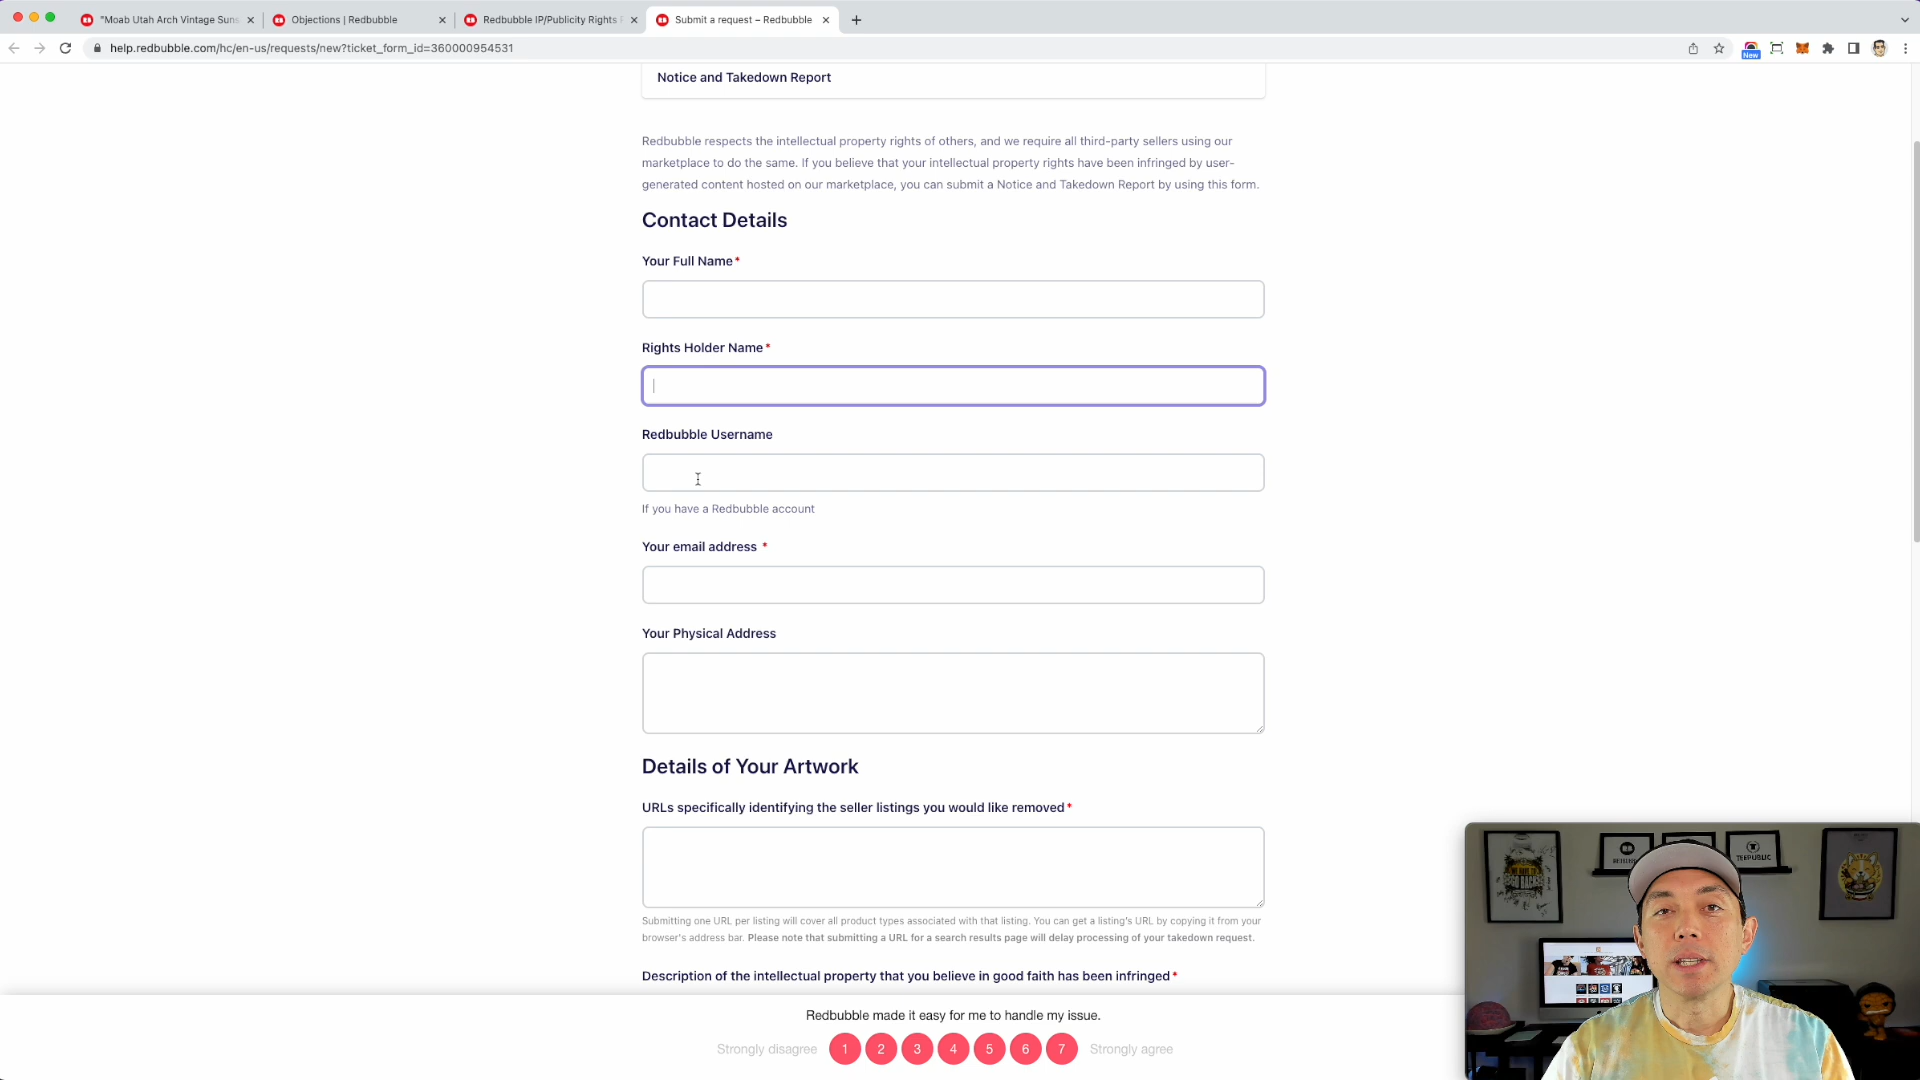 "Moab Utah Arch Vintage Suns
Objections | Redbubble
Redbubble IP/Publicity Rights
Submit a request – Redbubble
help.redbubble.com/hc/en-us/requests/new?ticket_form_id=360000954531
New
Notice and Takedown Report
Redbubble respects the intellectual property rights of others, and we require all third-party sellers using our
marketplace to do the same. If you believe that your intellectual property rights have been infringed by user-
generated content hosted on our marketplace, you can submit a Notice and Takedown Report by using this form.
Contact Details
Your Full Name*
Rights Holder Name*
Redbubble Username
If you have a Redbubble account
Your email address *
Your Physical Address
Details of Your Artwork
URLs specifically identifying the seller listings you would like removed*
Submitting one URL per listing will cover all product types associated with that listing. You can get a listing's URL by copying it from your
browser's address bar. Please note that submitting a URL for a search results page will delay processing of your takedown request.
Description of the intellectual property that you believe in good faith has been infringed*
Redbubble made it easy for me to handle my issue.
Strongly disagree 1 2 3 4 5 6 7 Strongly agree
TEEPUBLIC